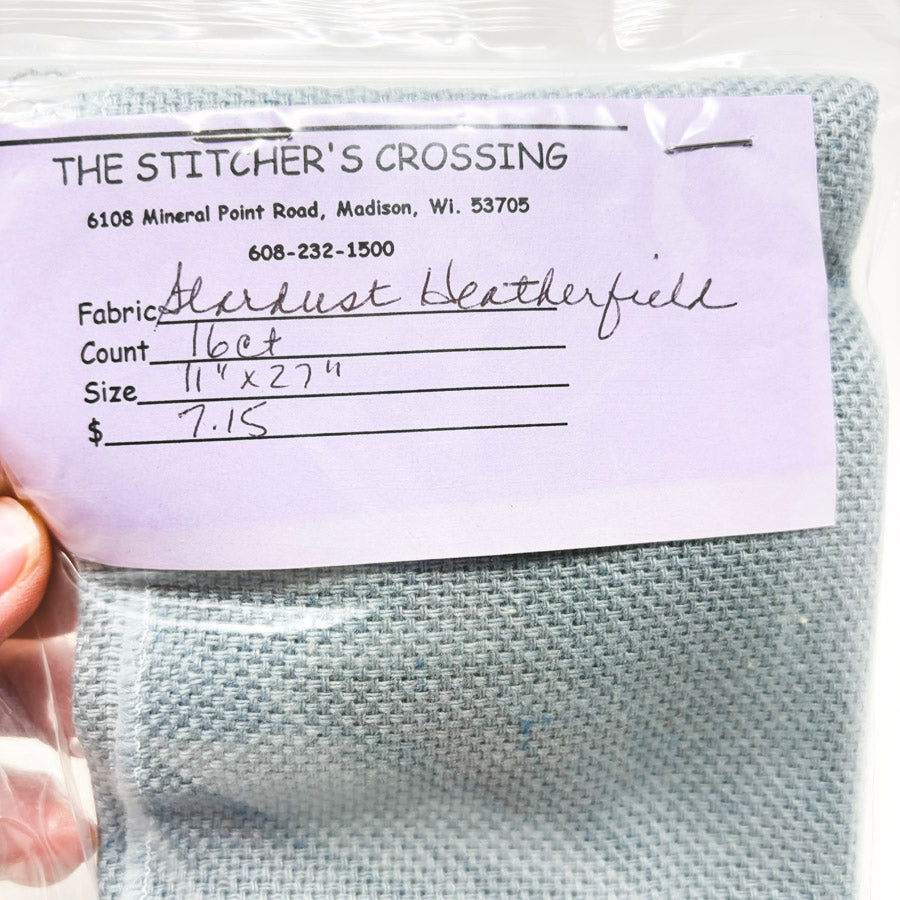 THE STITCHER'S CROSSING
6108 Mineral Point Road, Madison, Wi. 53705
608-232-1500
Fabric Stardust Heatherfield
Count 16ct
Size 11" x 27"
$ 7.15